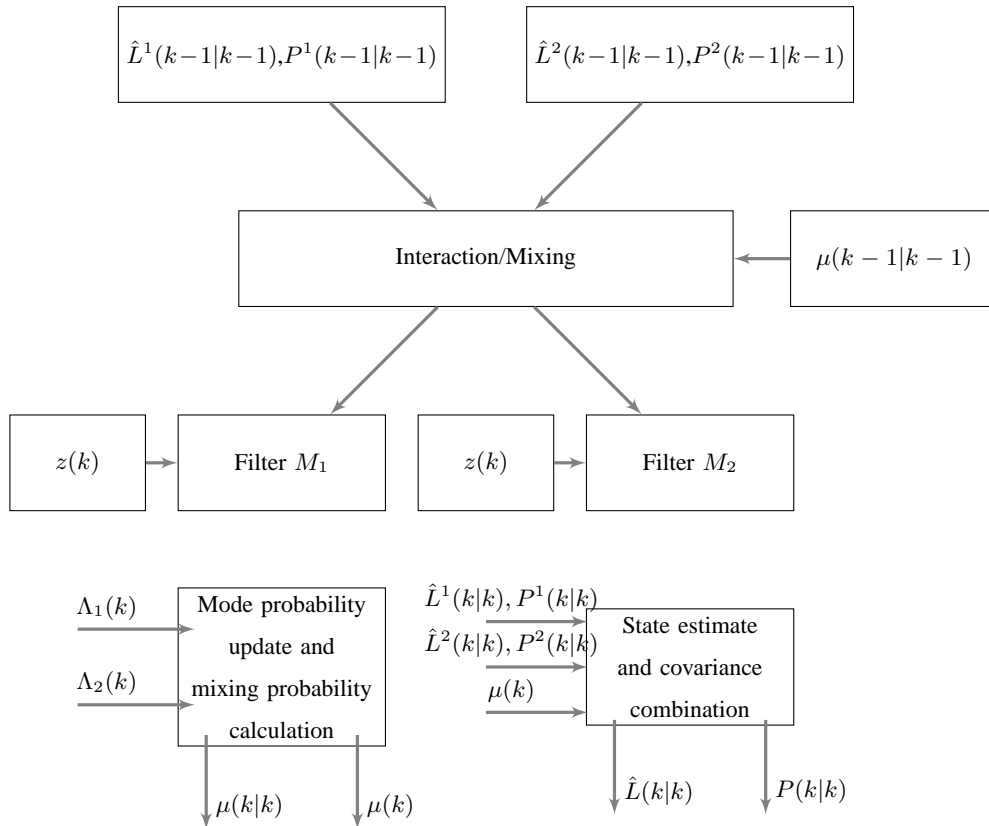 L̂¹(k−1|k−1),P¹(k−1|k−1)
L̂²(k−1|k−1),P²(k−1|k−1)
Interaction/Mixing
μ(k − 1|k − 1)
z(k)
Filter M₁
z(k)
Filter M₂
Λ₁(k)
Λ₂(k)
Mode probability
update and
mixing probability
calculation
μ(k|k)
μ(k)
L̂¹(k|k), P¹(k|k)
L̂²(k|k), P²(k|k)
μ(k)
State estimate
and covariance
combination
L̂(k|k)
P(k|k)